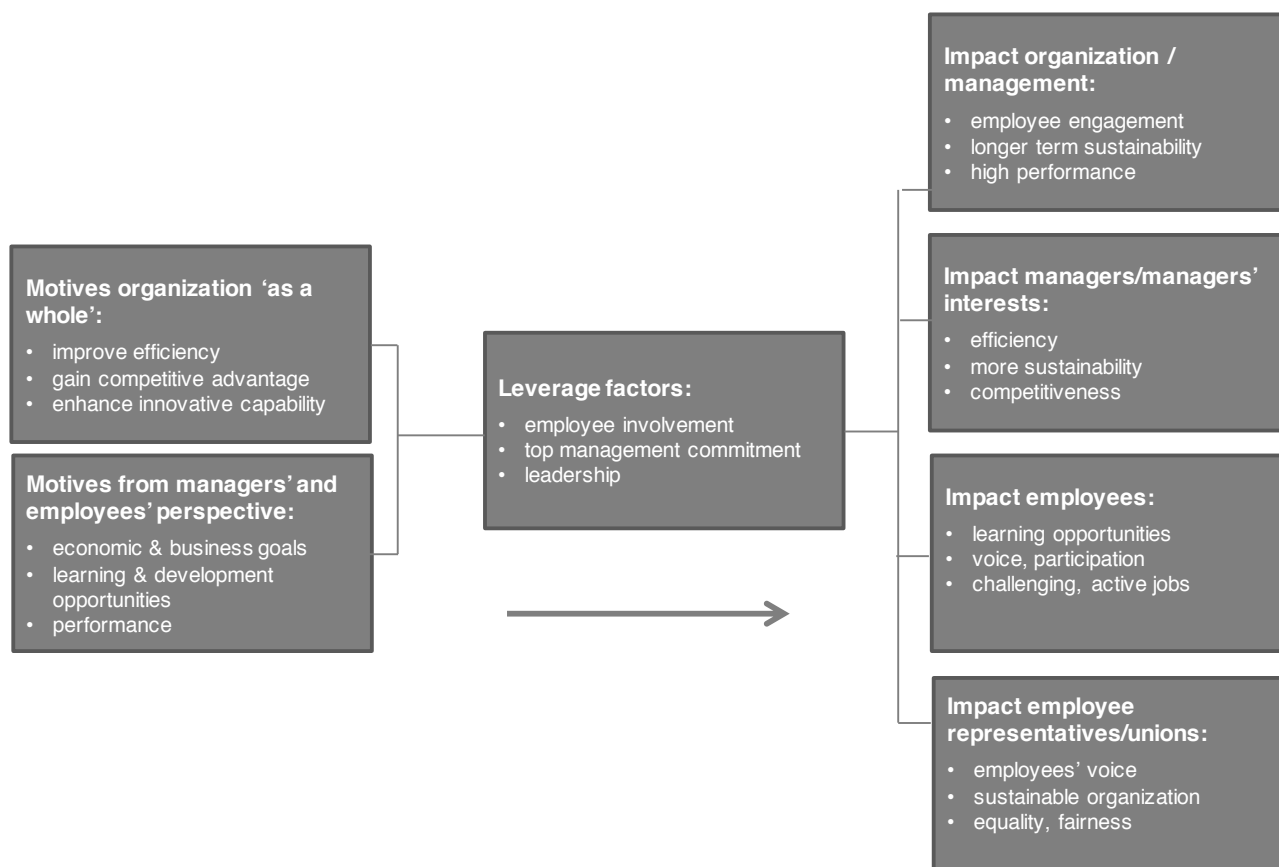 Motives organization ‘as a
whole’:
• improve efficiency
• gain competitive advantage
• enhance innovative capability
Motives from managers’ and
employees’ perspective:
• economic & business goals
• learning & development
opportunities
• performance
Leverage factors:
• employee involvement
• top management commitment
• leadership
Impact organization /
management:
• employee engagement
• longer term sustainability
• high performance
Impact managers/managers’
interests:
• efficiency
• more sustainability
• competitiveness
Impact employees:
• learning opportunities
• voice, participation
• challenging, active jobs
Impact employee
representatives/unions:
• employees’ voice
• sustainable organization
• equality, fairness